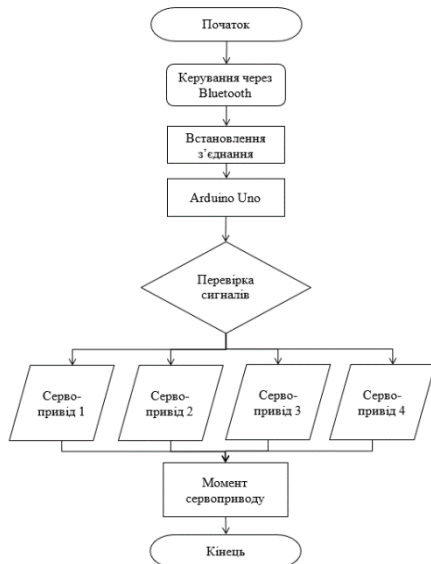 Початок
Керування через
Bluetooth
Встановлення
з’єднання
Arduino Uno
Перевірка
сигналів
Серво-
привід 1
Серво-
привід 2
Серво-
привід 3
Серво-
привід 4
Момент
сервоприводу
Кінець